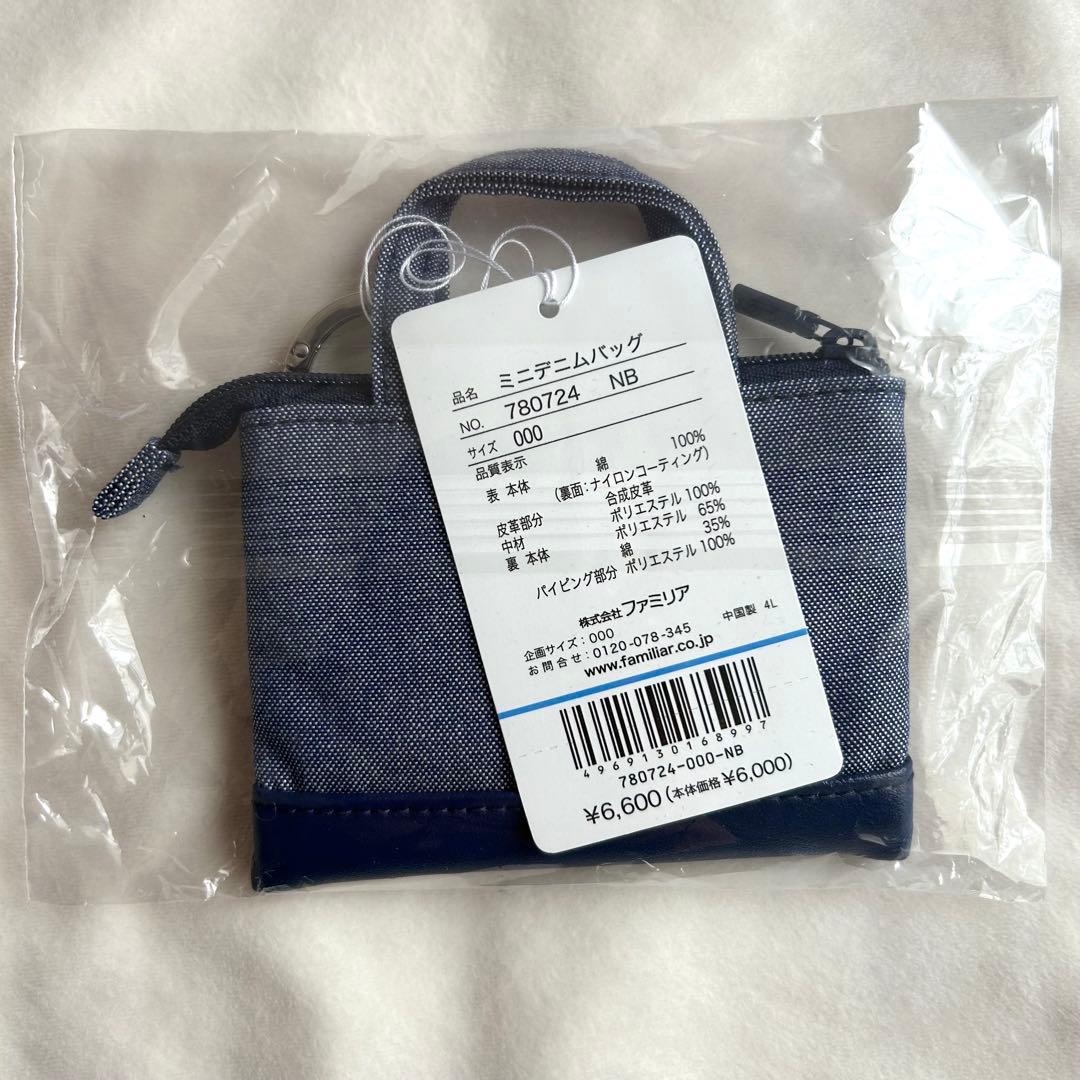 品名 ミニデニムバッグ
NO. 780724 NB
サイズ 000
品質表示 綿 100%
表 本体 (裏面:ナイロンコーティング)
皮革部分 合成皮革
中材 ポリエステル 100%
裏 本体 ポリエステル 65%
綿 35%
パイピング部分 ポリエステル 100%
株式会社ファミリア
企画サイズ:000 中国製 4L
お問合せ:0120-078-345
www.familiar.co.jp
4969130168997
780724-000-NB
¥6,600(本体価格 ¥6,000)